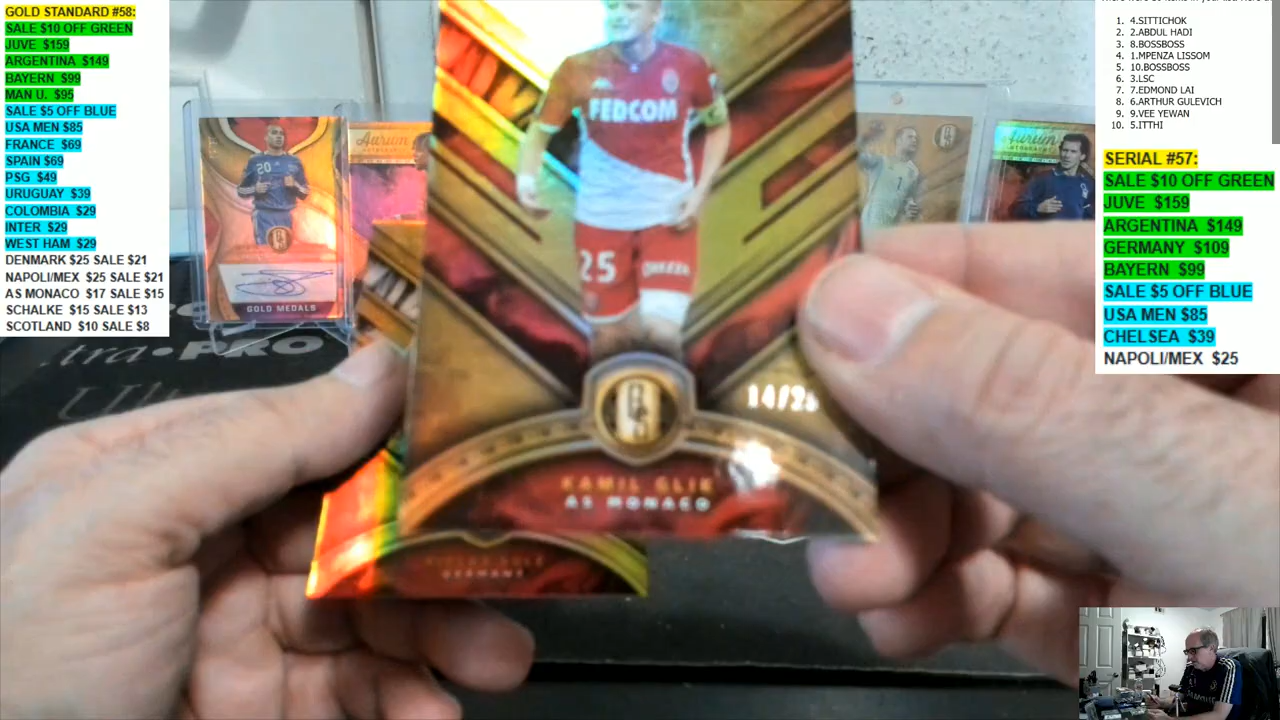 GOLD STANDARD #58:
SALE $10 OFF GREEN
JUVE $159
ARGENTINA $149
BAYERN $99
MAN U. $95
SALE $5 OFF BLUE
USA MEN $85
FRANCE $69
SPAIN $69
PSG $49
URUGUAY $39
COLOMBIA $29
INTER $29
WEST HAM $29
DENMARK $25 SALE $21
NAPOLI/MEX $25 SALE $21
AS MONACO $17 SALE $15
SCHALKE $15 SALE $13
SCOTLAND $10 SALE $8
1. 4.SITTICHOK
2. 2.ABDUL HADI
3. 8.BOSSBOSS
4. 1.MPENZA LISSOM
5. 10.BOSSBOSS
6. 3.LSC
7. 7.EDMOND LAI
8. 6.ARTHUR GULEVICH
9. 9.VEE YEWAN
10. 5.ITTHI
SERIAL #57:
SALE $10 OFF GREEN
JUVE $159
ARGENTINA $149
GERMANY $109
BAYERN $99
SALE $5 OFF BLUE
USA MEN $85
CHELSEA $39
NAPOLI/MEX $25
FEDCOM
25
KAMIL GLIK
AS MONACO
GERMANY
20
GOLD MEDALS
Aurum
Aurum
tra PRO